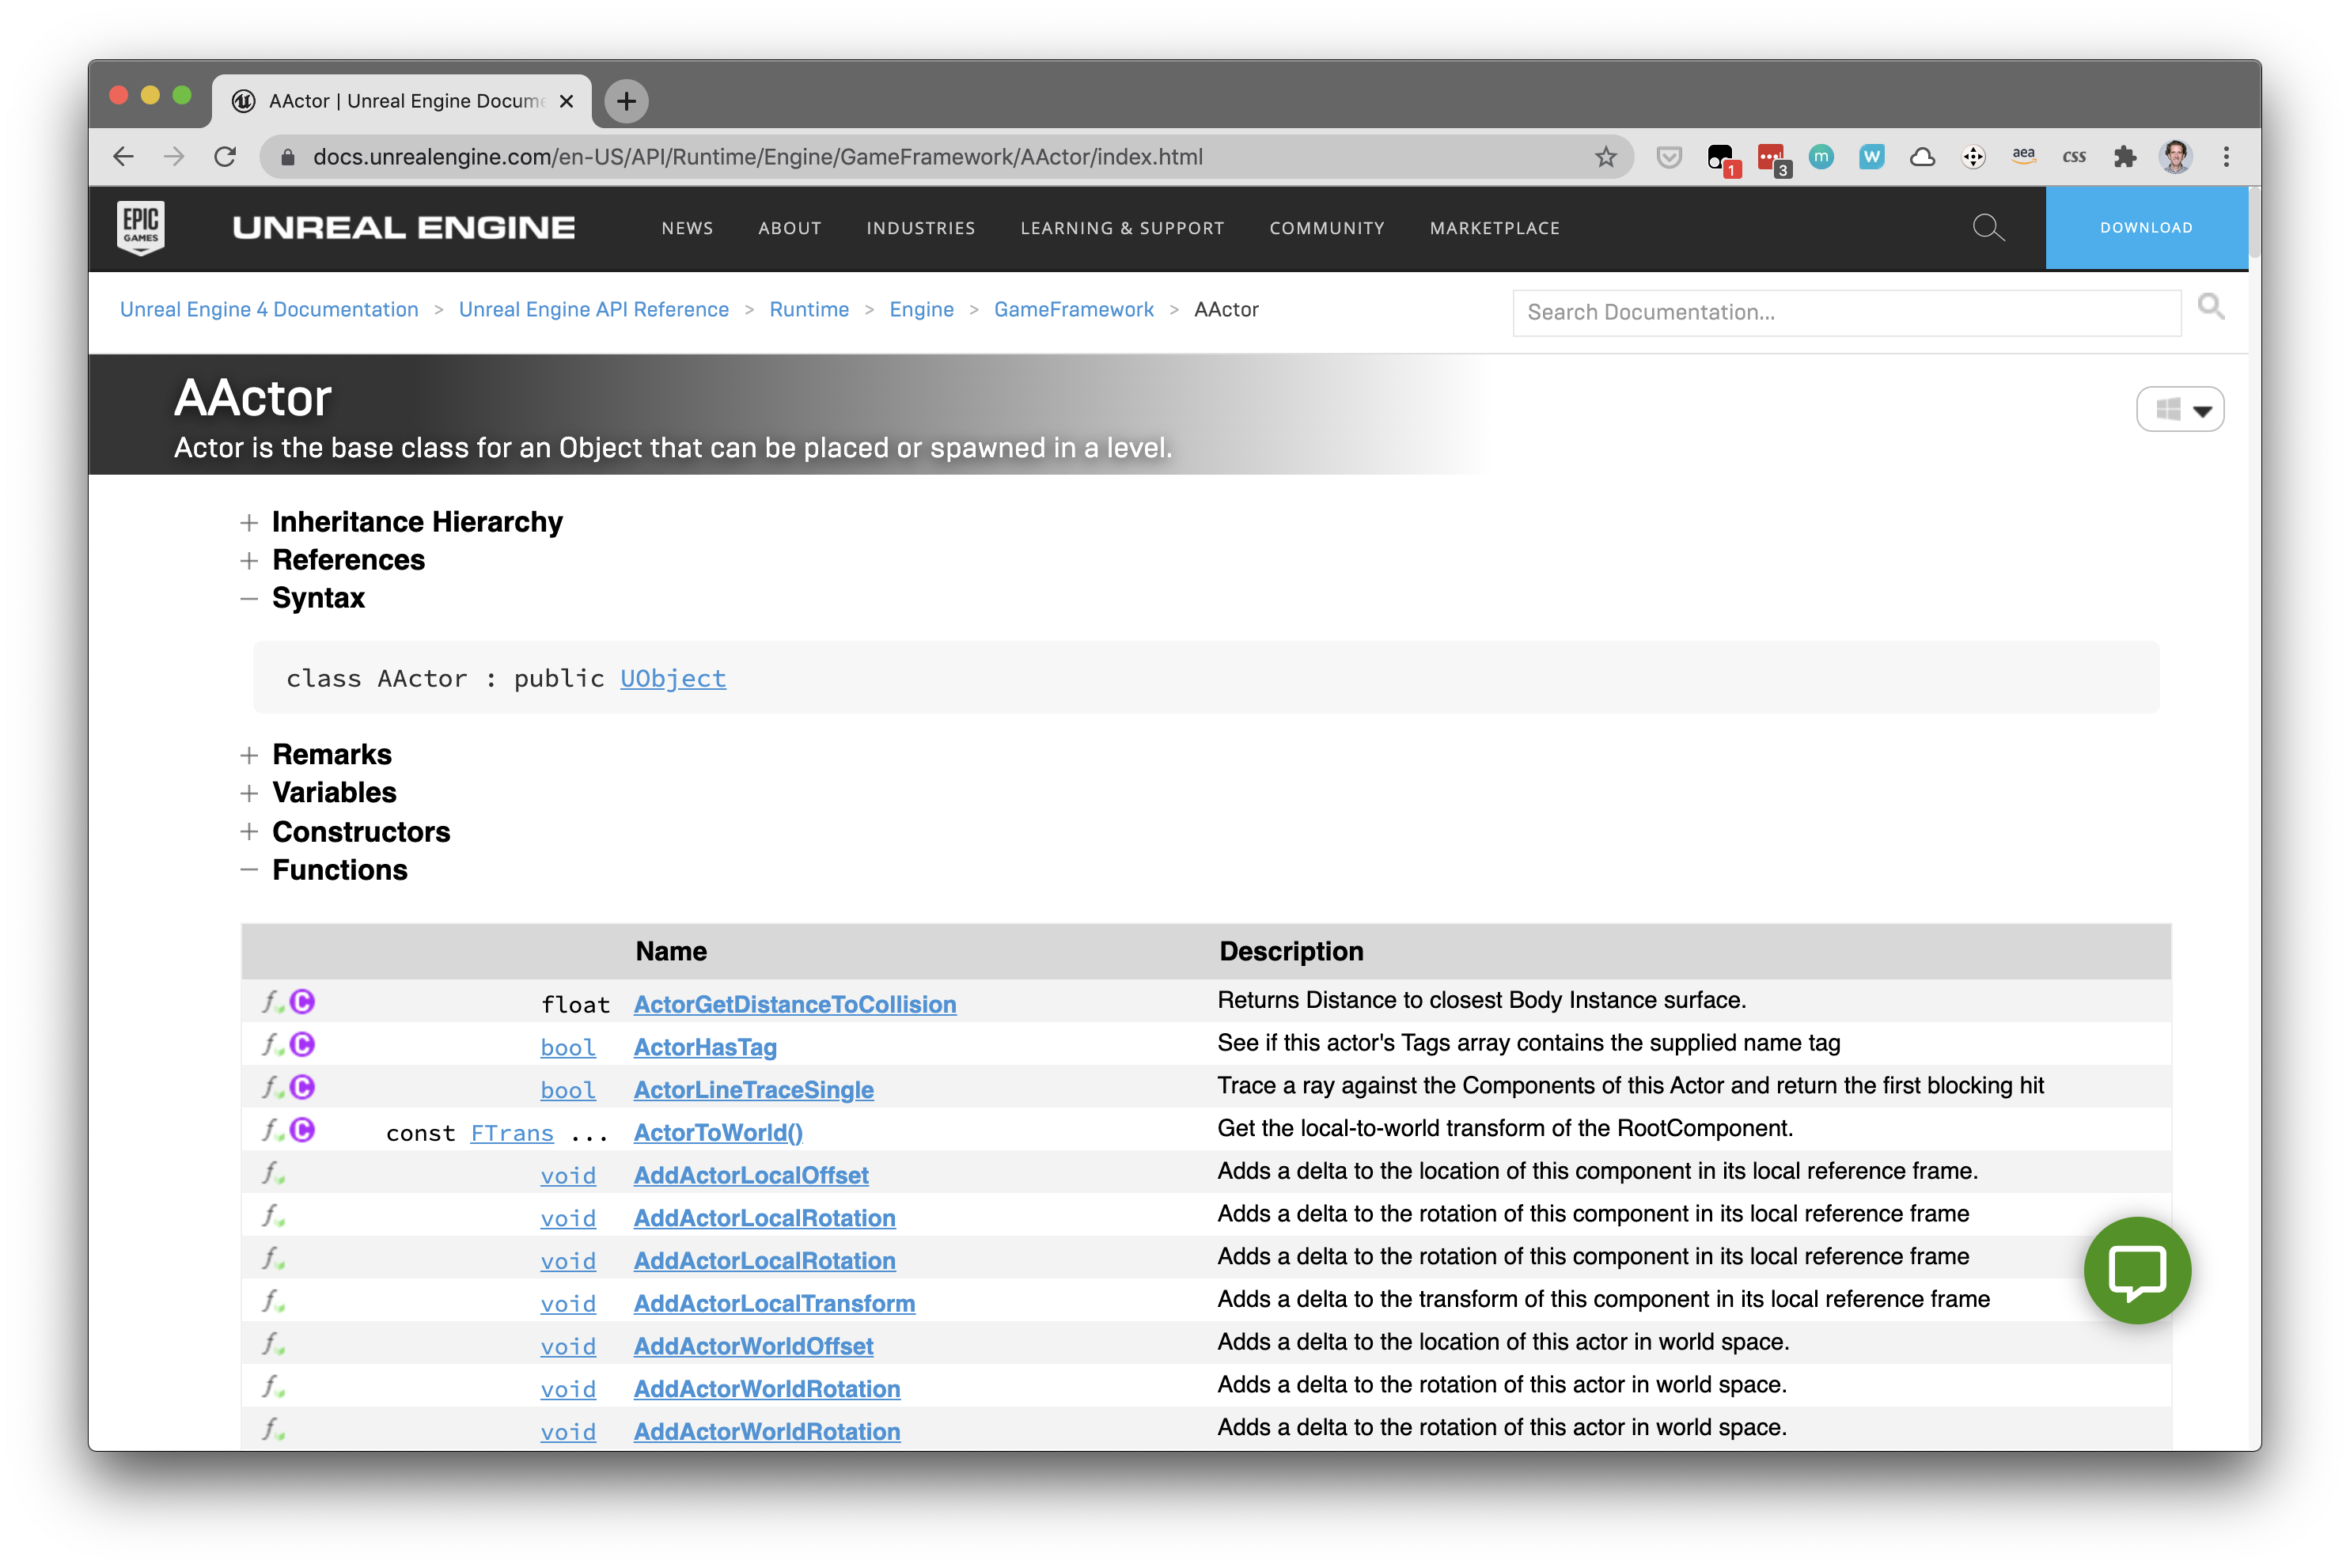 AActor | Unreal Engine Docume
docs.unrealengine.com/en-US/API/Runtime/Engine/GameFramework/AActor/index.html
1
3
m
W
aea
css
EPIC GAMES
UNREAL ENGINE
NEWS
ABOUT
INDUSTRIES
LEARNING & SUPPORT
COMMUNITY
MARKETPLACE
DOWNLOAD
Unreal Engine 4 Documentation > Unreal Engine API Reference > Runtime > Engine > GameFramework > AActor
Search Documentation...
AActor
Actor is the base class for an Object that can be placed or spawned in a level.
+ Inheritance Hierarchy
+ References
− Syntax
class AActor : public UObject
+ Remarks
+ Variables
+ Constructors
− Functions
Name Description
f C float ActorGetDistanceToCollision Returns Distance to closest Body Instance surface.
f C bool ActorHasTag See if this actor's Tags array contains the supplied name tag
f C bool ActorLineTraceSingle Trace a ray against the Components of this Actor and return the first blocking hit
f C const FTrans ... ActorToWorld() Get the local-to-world transform of the RootComponent.
f void AddActorLocalOffset Adds a delta to the location of this component in its local reference frame.
f void AddActorLocalRotation Adds a delta to the rotation of this component in its local reference frame
f void AddActorLocalRotation Adds a delta to the rotation of this component in its local reference frame
f void AddActorLocalTransform Adds a delta to the transform of this component in its local reference frame
f void AddActorWorldOffset Adds a delta to the location of this actor in world space.
f void AddActorWorldRotation Adds a delta to the rotation of this actor in world space.
f void AddActorWorldRotation Adds a delta to the rotation of this actor in world space.